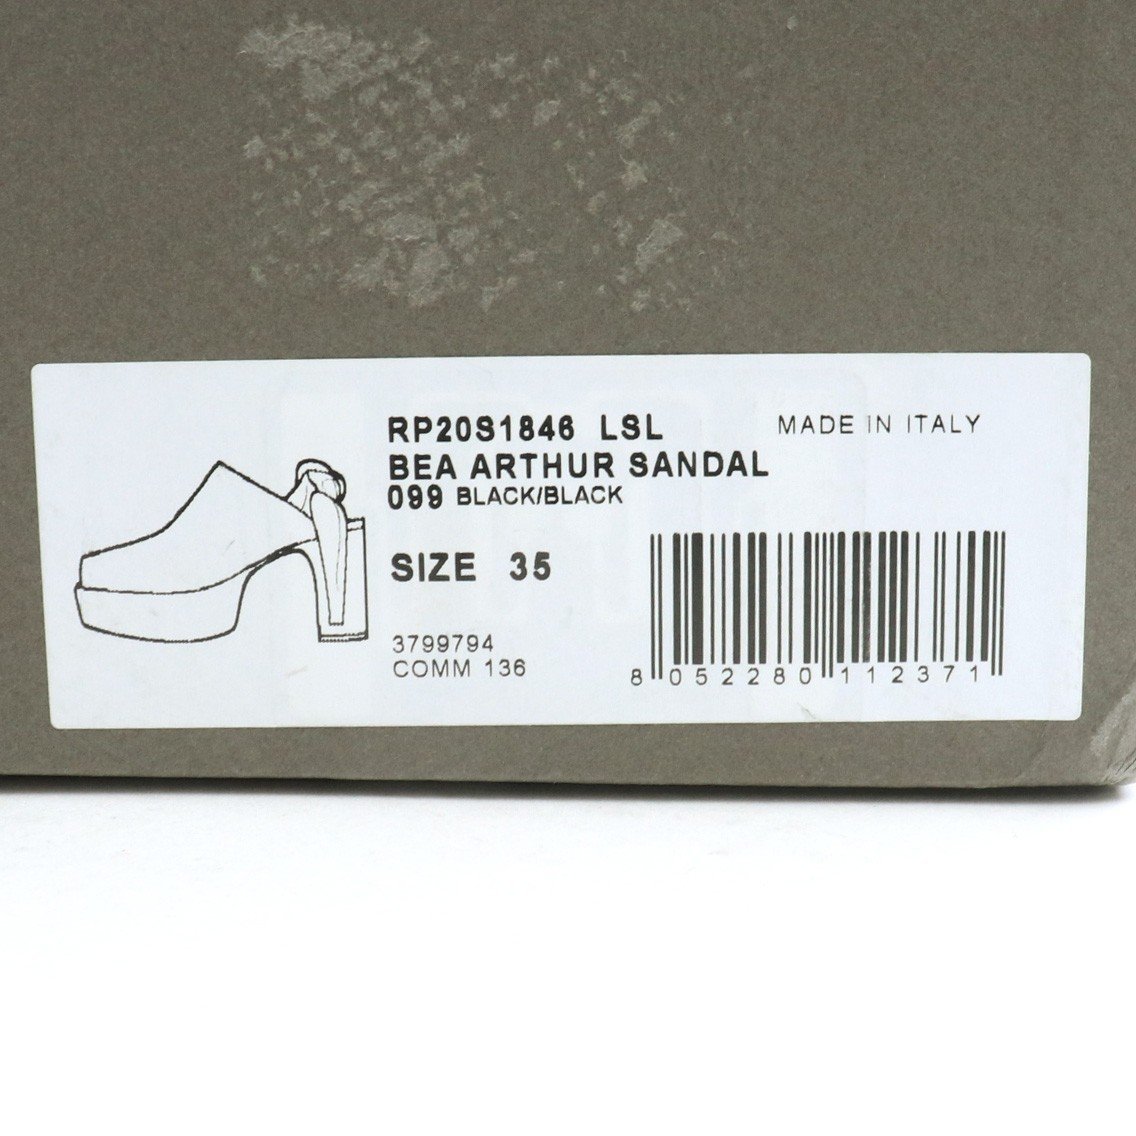 RP20S1846 LSL
MADE IN ITALY
BEA ARTHUR SANDAL
099 BLACK/BLACK
SIZE 35
3799794
COMM 136
8 052280 112371